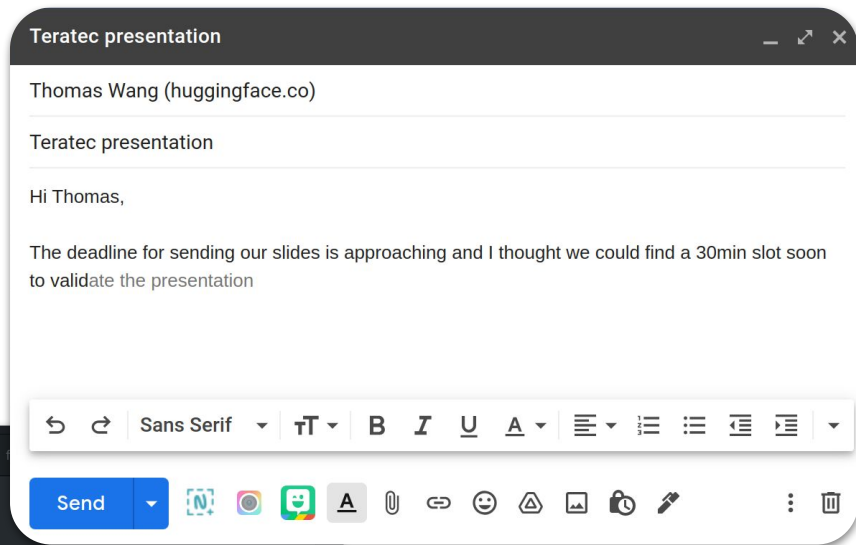 Teratec presentation
Thomas Wang (huggingface.co)
Teratec presentation
Hi Thomas,
The deadline for sending our slides is approaching and I thought we could find a 30min slot soon
to validate the presentation
Sans Serif
Send